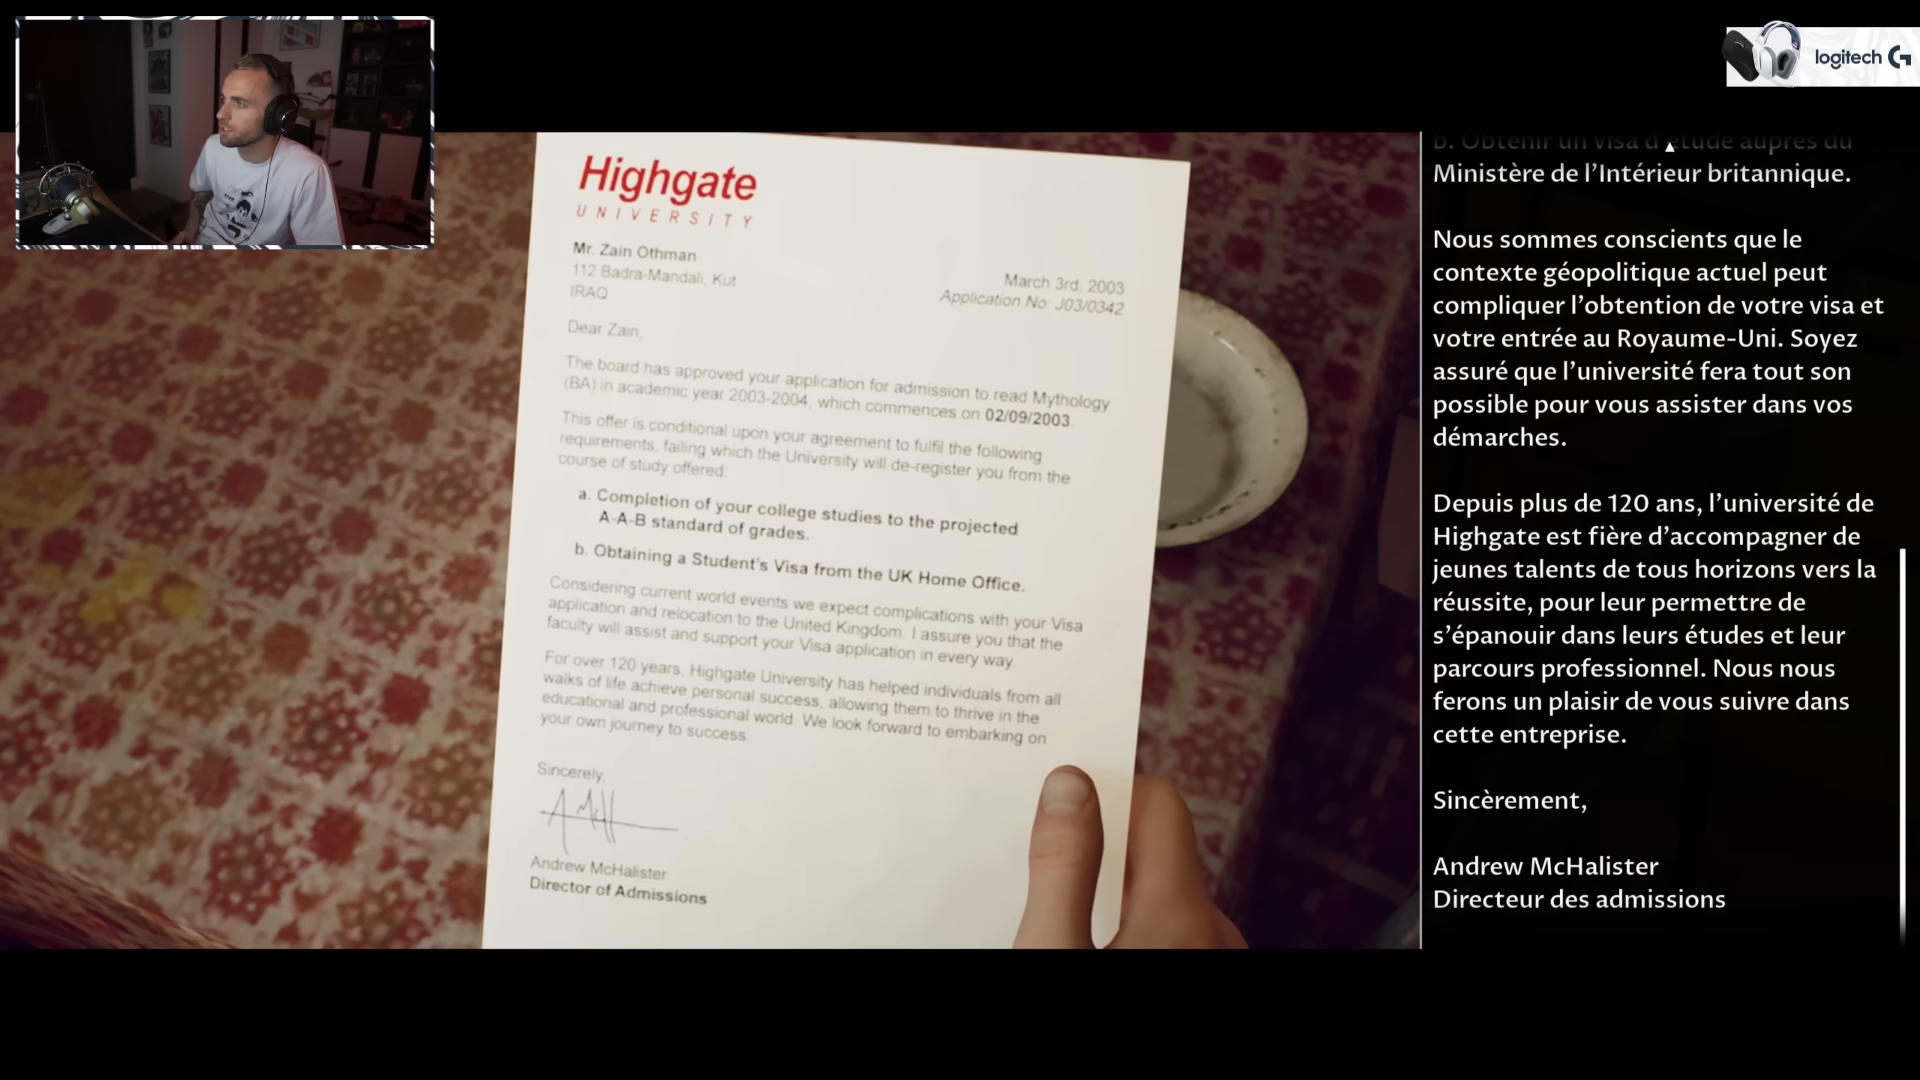 logitech G
Highgate
UNIVERSITY
Mr. Zain Othman
112 Badra-Mandali, Kut
IRAQ
March 3rd, 2003
Application No: J03/0342
Dear Zain,
The board has approved your application for admission to read Mythology
(BA) in academic year 2003-2004, which commences on 02/09/2003.
This offer is conditional upon your agreement to fulfil the following
requirements, failing which the University will de-register you from the
course of study offered:
a. Completion of your college studies to the projected
A-A-B standard of grades.
b. Obtaining a Student's Visa from the UK Home Office.
Considering current world events we expect complications with your Visa
application and relocation to the United Kingdom. I assure you that the
faculty will assist and support your Visa application in every way.
For over 120 years, Highgate University has helped individuals from all
walks of life achieve personal success, allowing them to thrive in the
educational and professional world. We look forward to embarking on
your own journey to success.
Sincerely,
Andrew McHalister
Director of Admissions
b. Obtenir un visa d'étude auprès du
Ministère de l'Intérieur britannique.
Nous sommes conscients que le
contexte géopolitique actuel peut
compliquer l'obtention de votre visa et
votre entrée au Royaume-Uni. Soyez
assuré que l'université fera tout son
possible pour vous assister dans vos
démarches.
Depuis plus de 120 ans, l'université de
Highgate est fière d'accompagner de
jeunes talents de tous horizons vers la
réussite, pour leur permettre de
s'épanouir dans leurs études et leur
parcours professionnel. Nous nous
ferons un plaisir de vous suivre dans
cette entreprise.
Sincèrement,
Andrew McHalister
Directeur des admissions